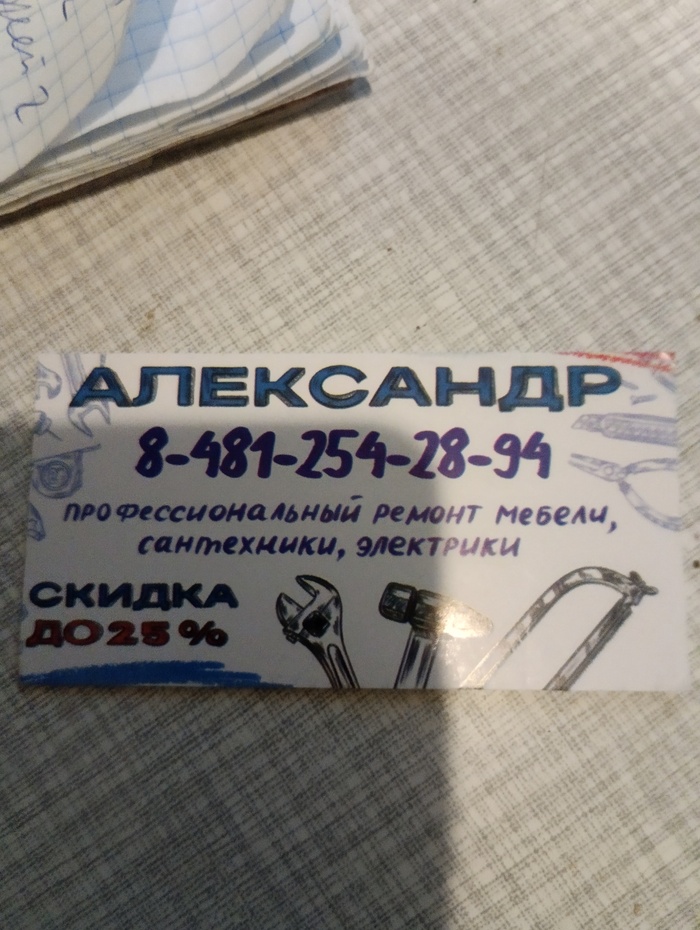 АЛЕКСАНДР
8-481-254-28-94
профессиональный ремонт мебели,
сантехники, электрики
СКИДКА
ДО 25 %